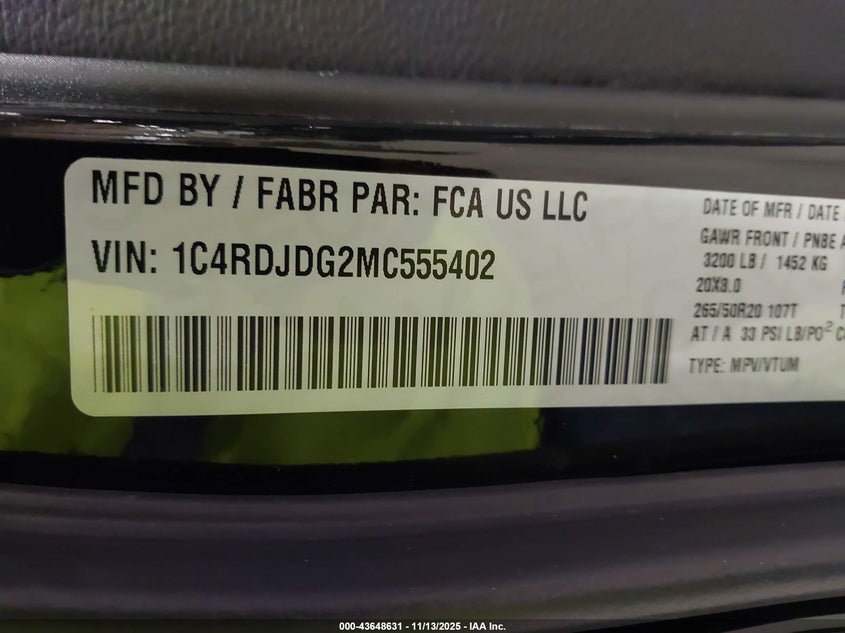 MFD BY / FABR PAR: FCA US LLC
VIN: 1C4RDJDG2MC555402
DATE OF MFR / DATE
GAWR FRONT / PNBE A
3200 LB / 1452 KG
20X8.0
265/50R20 107T
AT / A 33 PSI LB/PO²
TYPE: MPV/VTUM
000-43648631 - 11/13/2025 - IAA Inc.